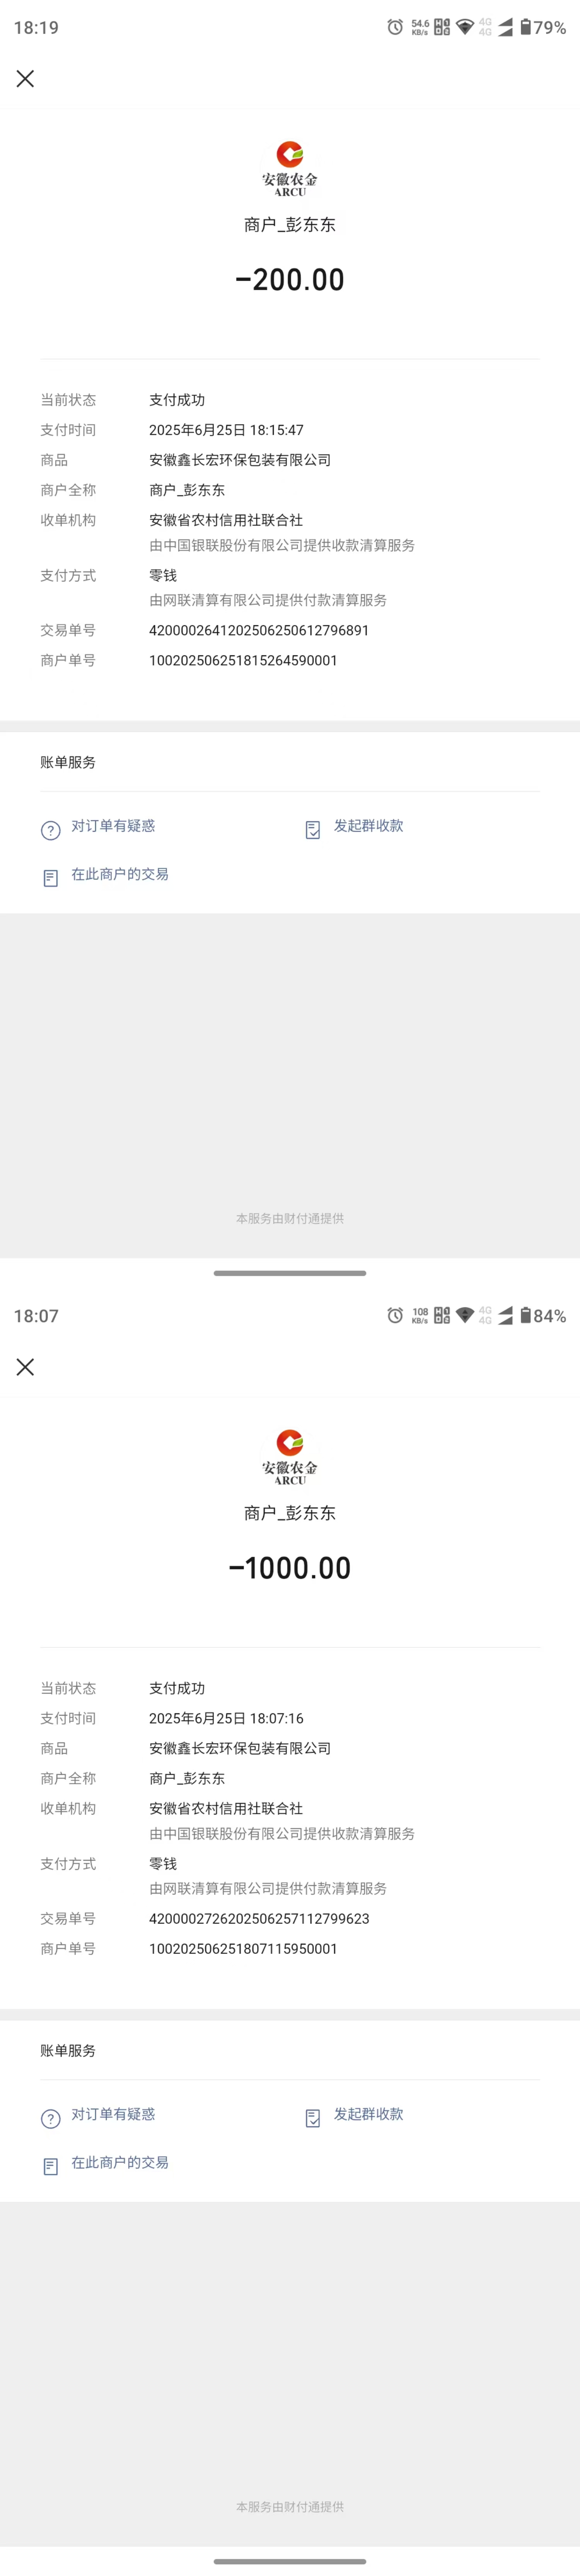 18:19
54.6
KB/s
4G
4G
79%
安徽农金
ARCU
商户_彭东东
-200.00
当前状态 支付成功
支付时间 2025年6月25日 18:15:47
商品 安徽鑫长宏环保包装有限公司
商户全称 商户_彭东东
收单机构 安徽省农村信用社联合社
由中国银联股份有限公司提供收款清算服务
支付方式 零钱
由网联清算有限公司提供付款清算服务
交易单号 4200002641202506250612796891
商户单号 100202506251815264590001
账单服务
对订单有疑惑 发起群收款
在此商户的交易
本服务由财付通提供
18:07
108
KB/s
4G
4G
84%
安徽农金
ARCU
商户_彭东东
-1000.00
当前状态 支付成功
支付时间 2025年6月25日 18:07:16
商品 安徽鑫长宏环保包装有限公司
商户全称 商户_彭东东
收单机构 安徽省农村信用社联合社
由中国银联股份有限公司提供收款清算服务
支付方式 零钱
由网联清算有限公司提供付款清算服务
交易单号 4200002726202506257112799623
商户单号 100202506251807115950001
账单服务
对订单有疑惑 发起群收款
在此商户的交易
本服务由财付通提供